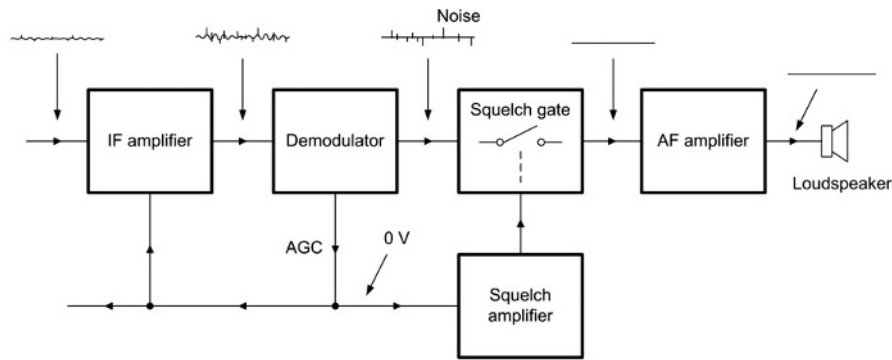 Noise
Squelch gate
IF amplifier
Demodulator
AF amplifier
Loudspeaker
AGC
0 V
Squelch
amplifier